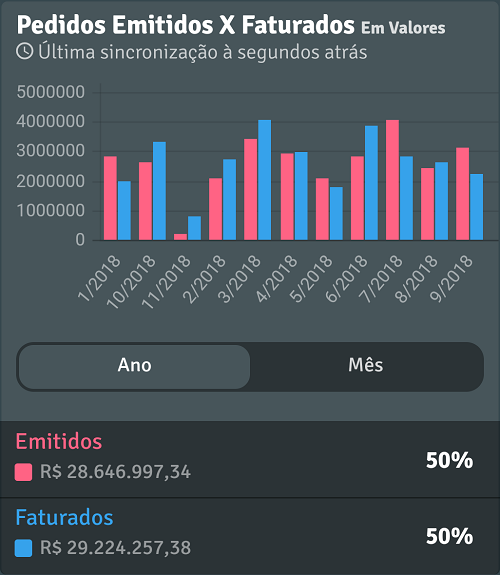 Pedidos Emitidos X Faturados Em Valores
Última sincronização à segundos atrás
5000000
4000000
3000000
2000000
1000000
0
1/2018
10/2018
11/2018
2/2018
3/2018
4/2018
5/2018
6/2018
7/2018
8/2018
9/2018
Ano
Mês
Emitidos
R$ 28.646.997,34
50%
Faturados
R$ 29.224.257,38
50%